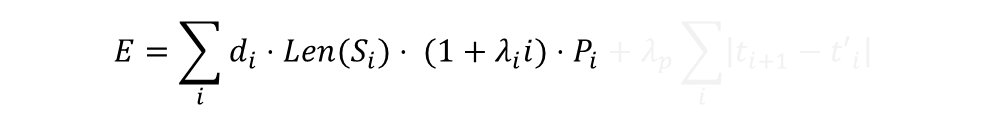 E = ∑_i d_i · Len(S_i) · (1 + λ_i i) · P_i + λ_p ∑_i |t_{i+1} − t'_i|